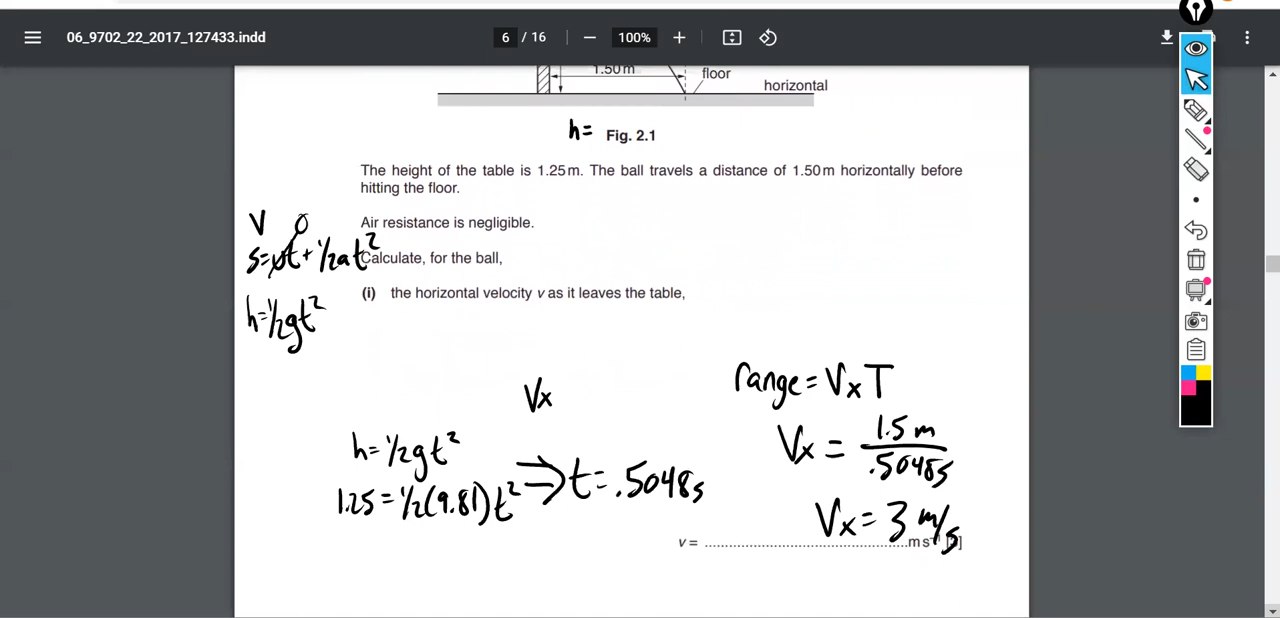 06_9702_22_2017_127433.indd
6 / 16
100%
1.50 m
floor
horizontal
h=
Fig. 2.1
The height of the table is 1.25 m. The ball travels a distance of 1.50 m horizontally before
hitting the floor.
Air resistance is negligible.
V 0
s=ut+½at²
Calculate, for the ball,
(i) the horizontal velocity v as it leaves the table,
h=½gt²
range=VxT
Vx
Vx = 1.5 m / .5048s
h=½gt²
1.25=½(9.81)t² ⇒ t=.5048s
Vx=3 m/s
v= ..................................................m s⁻¹